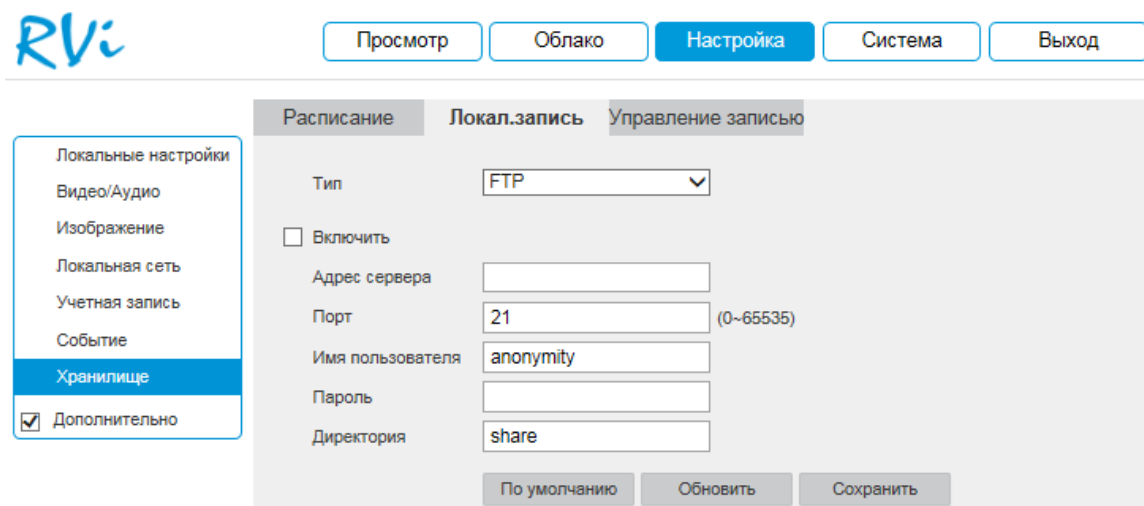 RVi
Просмотр Облако Настройка Система Выход
Расписание Локал.запись Управление записью
Локальные настройки
Видео/Аудио
Изображение
Локальная сеть
Учетная запись
Событие
Хранилище
Дополнительно
Тип FTP
Включить
Адрес сервера
Порт 21 (0~65535)
Имя пользователя anonymity
Пароль
Директория share
По умолчанию Обновить Сохранить